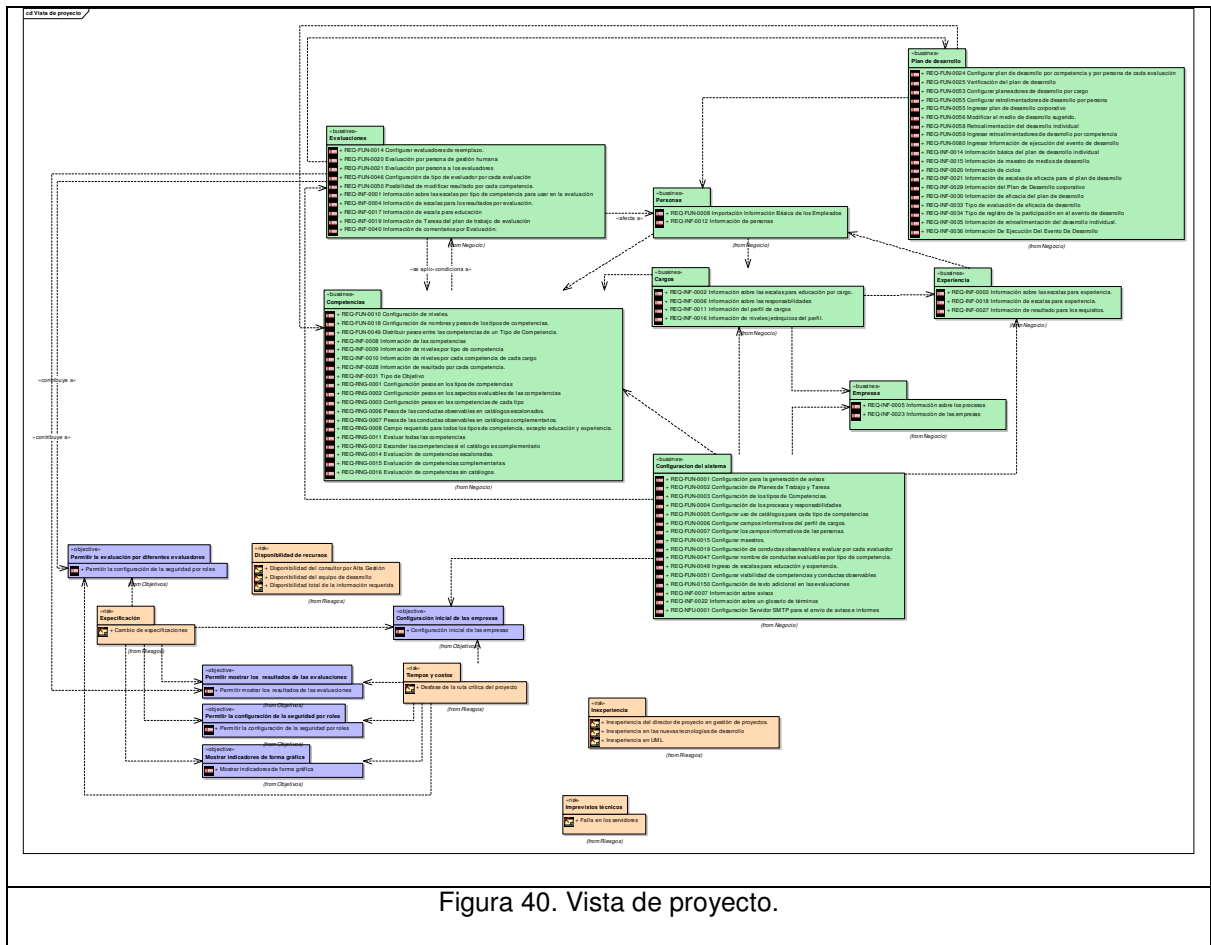 cd Vista de proyecto
«bussines»
Plan de desarrollo
+ REQ-FUN-0024 Configurar plan de desarrollo por competencia y por persona de cada evaluación
+ REQ-FUN-0025 Verificación del plan de desarrollo
+ REQ-FUN-0053 Configurar planeadores de desarrollo por cargo
+ REQ-FUN-0055 Configurar retroalimentadores de desarrollo por persona
+ REQ-FUN-0055 Ingresar plan de desarrollo corporativo
+ REQ-FUN-0056 Modificar el medio de desarrollo sugerido.
+ REQ-FUN-0058 Retroalimentación del desarrollo individual
+ REQ-FUN-0059 Ingresar retroalimentadores de desarrollo por competencia
+ REQ-FUN-0080 Ingresar Información de ejecución del evento de desarrollo
+ REQ-INF-0014 Información básica del plan de desarrollo individual
+ REQ-INF-0015 Información de maestro de medios de desarrollo
+ REQ-INF-0020 Información de ciclos
+ REQ-INF-0021 Información de escalas de eficacia para el plan de desarrollo
+ REQ-INF-0029 Información del Plan de Desarrollo corporativo
+ REQ-INF-0030 Información de eficacia del plan de desarrollo
+ REQ-INF-0033 Tipo de evaluación de eficacia de desarrollo
+ REQ-INF-0034 Tipo de registro de la participación en el evento de desarrollo
+ REQ-INF-0035 Información de retroalimentación del desarrollo individual.
+ REQ-INF-0036 Información De Ejecución Del Evento De Desarrollo
(from Negocio)
«bussines»
Evaluaciones
+ REQ-FUN-0014 Configurar evaluadores de reemplazo.
+ REQ-FUN-0020 Evaluación por persona de gestión humana
+ REQ-FUN-0021 Evaluación por persona a los evaluadores
+ REQ-FUN-0046 Configuración de tipo de evaluador por cada evaluación
+ REQ-FUN-0050 Posibilidad de modificar resultado por cada competencia.
+ REQ-INF-0001 Información sobre las escalas por tipo de competencia para usar en la evaluación
+ REQ-INF-0004 Información de escalas para los resultados por evaluación.
+ REQ-INF-0017 Información de escala para educación
+ REQ-INF-0019 Información de Tareas del plan de trabajo de evaluación
+ REQ-INF-0040 Información de comentarios por Evaluación.
(from Negocio)
«afecta a»
«bussines»
Personas
+ REQ-FUN-0008 Importación Información Básica de los Empleados
+ REQ-INF-0012 Información de personas
(from Negocio)
«condiciona a»
«bussines»
Competencias
+ REQ-FUN-0010 Configuración de niveles.
+ REQ-FUN-0018 Configuración de nombres y pesos de los tipos de competencias.
+ REQ-FUN-0049 Distribuir pesos entre las competencias de un Tipo de Competencia.
+ REQ-INF-0008 Información de las competencias
+ REQ-INF-0009 Información de niveles por tipo de competencia
+ REQ-INF-0010 Información de niveles por cada competencia de cada cargo
+ REQ-INF-0028 Información de resultado por cada competencia.
+ REQ-INF-0031 Tipo de Objetivo
+ REQ-RNG-0001 Configuración pesos en los tipos de competencias
+ REQ-RNG-0002 Configuración pesos en los aspectos evaluables de las competencias
+ REQ-RNG-0003 Configuración pesos en las competencias de cada tipo
+ REQ-RNG-0006 Pesos de las conductas observables en catálogos escalonados.
+ REQ-RNG-0007 Pesos de las conductas observables en catálogos complementarios.
+ REQ-RNG-0008 Campo requerido para todos los tipos de competencia, excepto educación y experiencia.
+ REQ-RNG-0011 Evaluar todas las competencias
+ REQ-RNG-0012 Esconder las competencias si el catálogo es complementario
+ REQ-RNG-0014 Evaluación de competencias escalonadas.
+ REQ-RNG-0015 Evaluación de competencias complementarias.
+ REQ-RNG-0016 Evaluación de competencias sin catálogos.
(from Negocio)
«bussines»
Cargos
+ REQ-INF-0002 Información sobre las escalas para educación por cargo.
+ REQ-INF-0006 Información sobre las responsabilidades
+ REQ-INF-0011 Información del perfil de cargos
+ REQ-INF-0016 Información de niveles jerárquicos del perfil.
(from Negocio)
«bussines»
Experiencia
+ REQ-INF-0003 Información sobre las escalas para experiencia.
+ REQ-INF-0018 Información de escalas para experiencia.
+ REQ-INF-0027 Información de resultado para los requisitos.
(from Negocio)
«bussines»
Empresas
+ REQ-INF-0005 Información sobre los procesos
+ REQ-INF-0023 Información de las empresas
(from Negocio)
«contribuye a»
«contribuye a»
«bussines»
Configuracion del sistema
+ REQ-FUN-0001 Configuración para la generación de avisos
+ REQ-FUN-0002 Configuración de Planes de Trabajo y Tareas
+ REQ-FUN-0003 Configuración de los tipos de Competencias.
+ REQ-FUN-0004 Configuración de los procesos y responsabilidades
+ REQ-FUN-0005 Configurar uso de catálogos para cada tipo de competencias
+ REQ-FUN-0006 Configurar campos informativos del perfil de cargos.
+ REQ-FUN-0007 Configurar los campos informativos de las personas.
+ REQ-FUN-0015 Configurar maestros.
+ REQ-FUN-0019 Configuración de conductas observables a evaluar por cada evaluador
+ REQ-FUN-0047 Configurar nombre de conductas evaluables por tipo de competencia.
+ REQ-FUN-0048 Ingreso de escalas para educación y experiencia.
+ REQ-FUN-0051 Configurar visibilidad de competencias y conductas observables
+ REQ-FUN-0150 Configuración de texto adicional en las evaluaciones
+ REQ-INF-0007 Información sobre avisos
+ REQ-INF-0022 Información sobre un glosario de términos
+ REQ-NFU-0001 Configuración Servidor SMTP para el envío de avisos e informes
(from Negocio)
«objective»
Permitir la evaluación por diferentes evaluadores
+ Permitir la configuración de la seguridad por roles
(from Objetivos)
«risk»
Disponibilidad de recursos
+ Disponibilidad del consultor por Alta Gestión
+ Disponibilidad del equipo de desarrollo
+ Disponibilidad total de la información requerida
(from Riesgos)
«risk»
Especificación
+ Cambio de especificaciones
(from Riesgos)
«objective»
Configuración inicial de las empresas
+ Configuración inicial de las empresas
(from Objetivos)
«objective»
Permitir mostrar los resultados de las evaluaciones
+ Permitir mostrar los resultados de las evaluaciones
(from Objetivos)
«risk»
Tiempos y costos
+ Desfase de la ruta crítica del proyecto
(from Riesgos)
«objective»
Permitir la configuración de la seguridad por roles
+ Permitir la configuración de la seguridad por roles
(from Objetivos)
«objective»
Mostrar indicadores de forma gráfica
+ Mostrar indicadores de forma gráfica
(from Objetivos)
«risk»
Inexperiencia
+ Inexperiencia del director de proyecto en gestión de proyectos.
+ Inexperiencia en las nuevas tecnologías de desarrollo
+ Inexperiencia en UML
(from Riesgos)
«risk»
Imprevistos técnicos
+ Falla en los servidores
(from Riesgos)
Figura 40. Vista de proyecto.